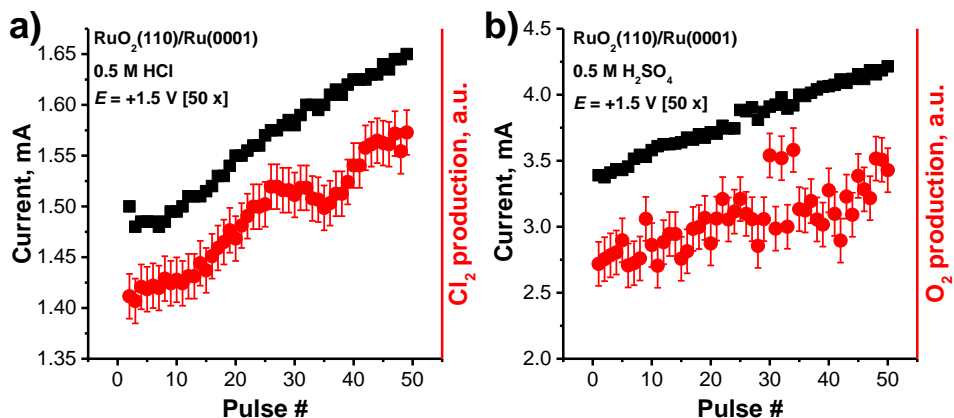 a)
RuO₂(110)/Ru(0001)
0.5 M HCl
E = +1.5 V [50 x]
Current, mA
1.65
1.60
1.55
1.50
1.45
1.40
1.35
0 10 20 30 40 50
Pulse #
Cl₂ production, a.u.
b)
RuO₂(110)/Ru(0001)
0.5 M H₂SO₄
E = +1.5 V [50 x]
Current, mA
4.5
4.0
3.5
3.0
2.5
2.0
0 10 20 30 40 50
Pulse #
O₂ production, a.u.